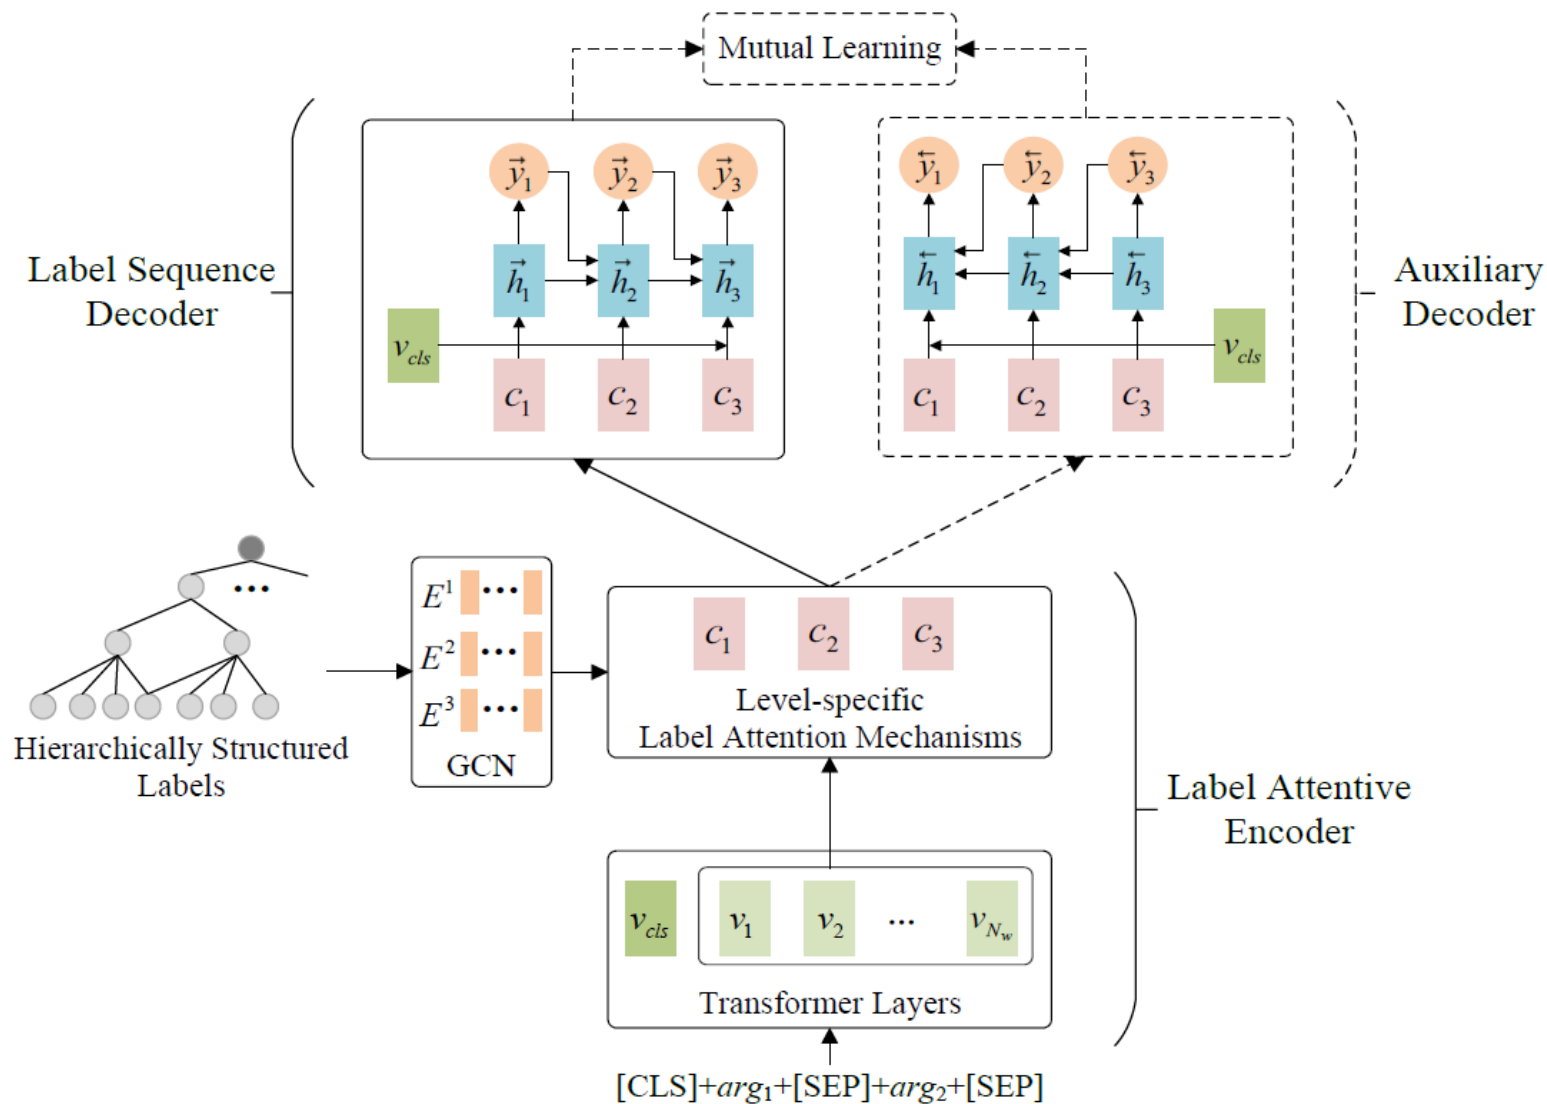 Mutual Learning
y⃗1 y⃗2 y⃗3
y⃖1 y⃖2 y⃖3
Label Sequence
Decoder
h⃗1 h⃗2 h⃗3
h⃖1 h⃖2 h⃖3
Auxiliary
Decoder
vcls
vcls
c1 c2 c3
c1 c2 c3
...
E1 ...
E2 ...
E3 ...
GCN
Hierarchically Structured
Labels
c1 c2 c3
Level-specific
Label Attention Mechanisms
Label Attentive
Encoder
vcls v1 v2 ... vNw
Transformer Layers
[CLS]+arg1+[SEP]+arg2+[SEP]